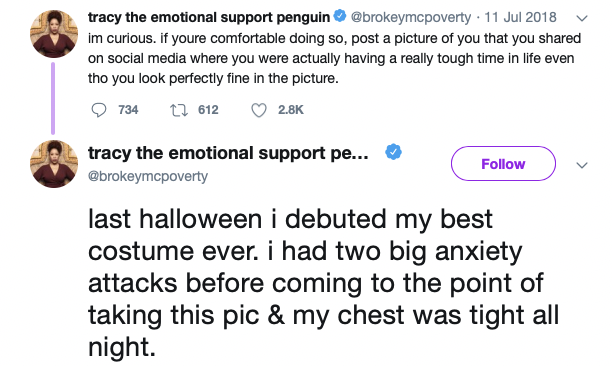 tracy the emotional support penguin @brokeymcpoverty · 11 Jul 2018
im curious. if youre comfortable doing so, post a picture of you that you shared
on social media where you were actually having a really tough time in life even
tho you look perfectly fine in the picture.
734 612 2.8K
tracy the emotional support pe...
@brokeymcpoverty
Follow
last halloween i debuted my best
costume ever. i had two big anxiety
attacks before coming to the point of
taking this pic & my chest was tight all
night.